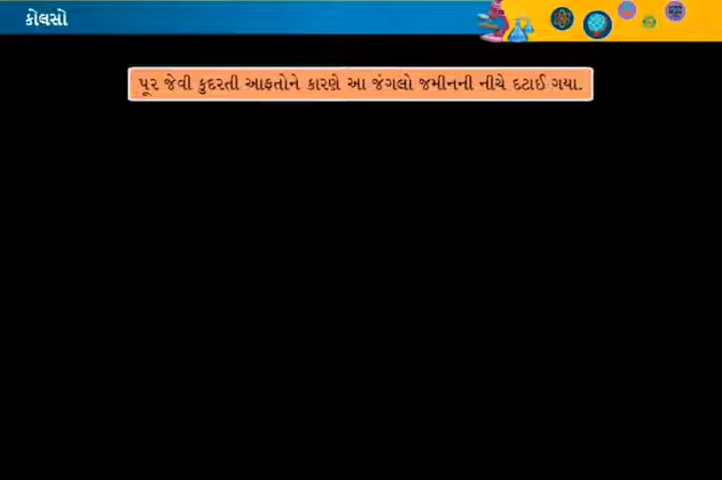 કોલસો
પૂર જેવી કુદરતી આફતોને કારણે આ જંગલો જમીનની નીચે દટાઈ ગયા.